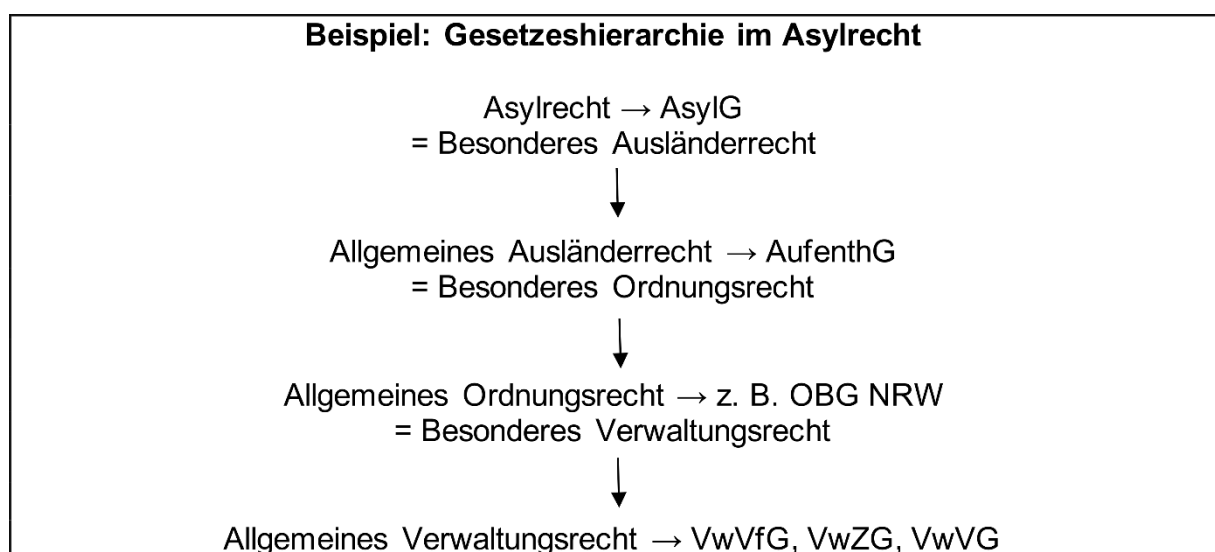 Beispiel: Gesetzeshierarchie im Asylrecht
Asylrecht → AsylG
= Besonderes Ausländerrecht
Allgemeines Ausländerrecht → AufenthG
= Besonderes Ordnungsrecht
Allgemeines Ordnungsrecht → z. B. OBG NRW
= Besonderes Verwaltungsrecht
Allgemeines Verwaltungsrecht → VwVfG, VwZG, VwVG